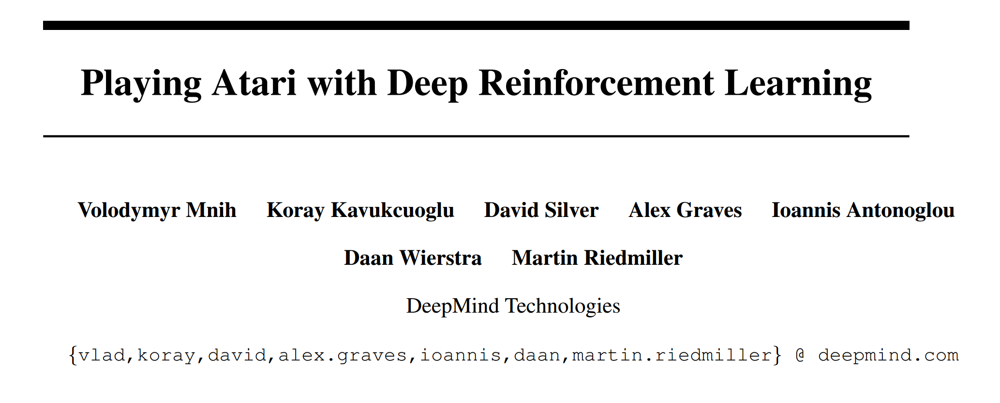 Playing Atari with Deep Reinforcement Learning
Volodymyr Mnih Koray Kavukcuoglu David Silver Alex Graves Ioannis Antonoglou
Daan Wierstra Martin Riedmiller
DeepMind Technologies
{vlad,koray,david,alex.graves,ioannis,daan,martin.riedmiller} @ deepmind.com